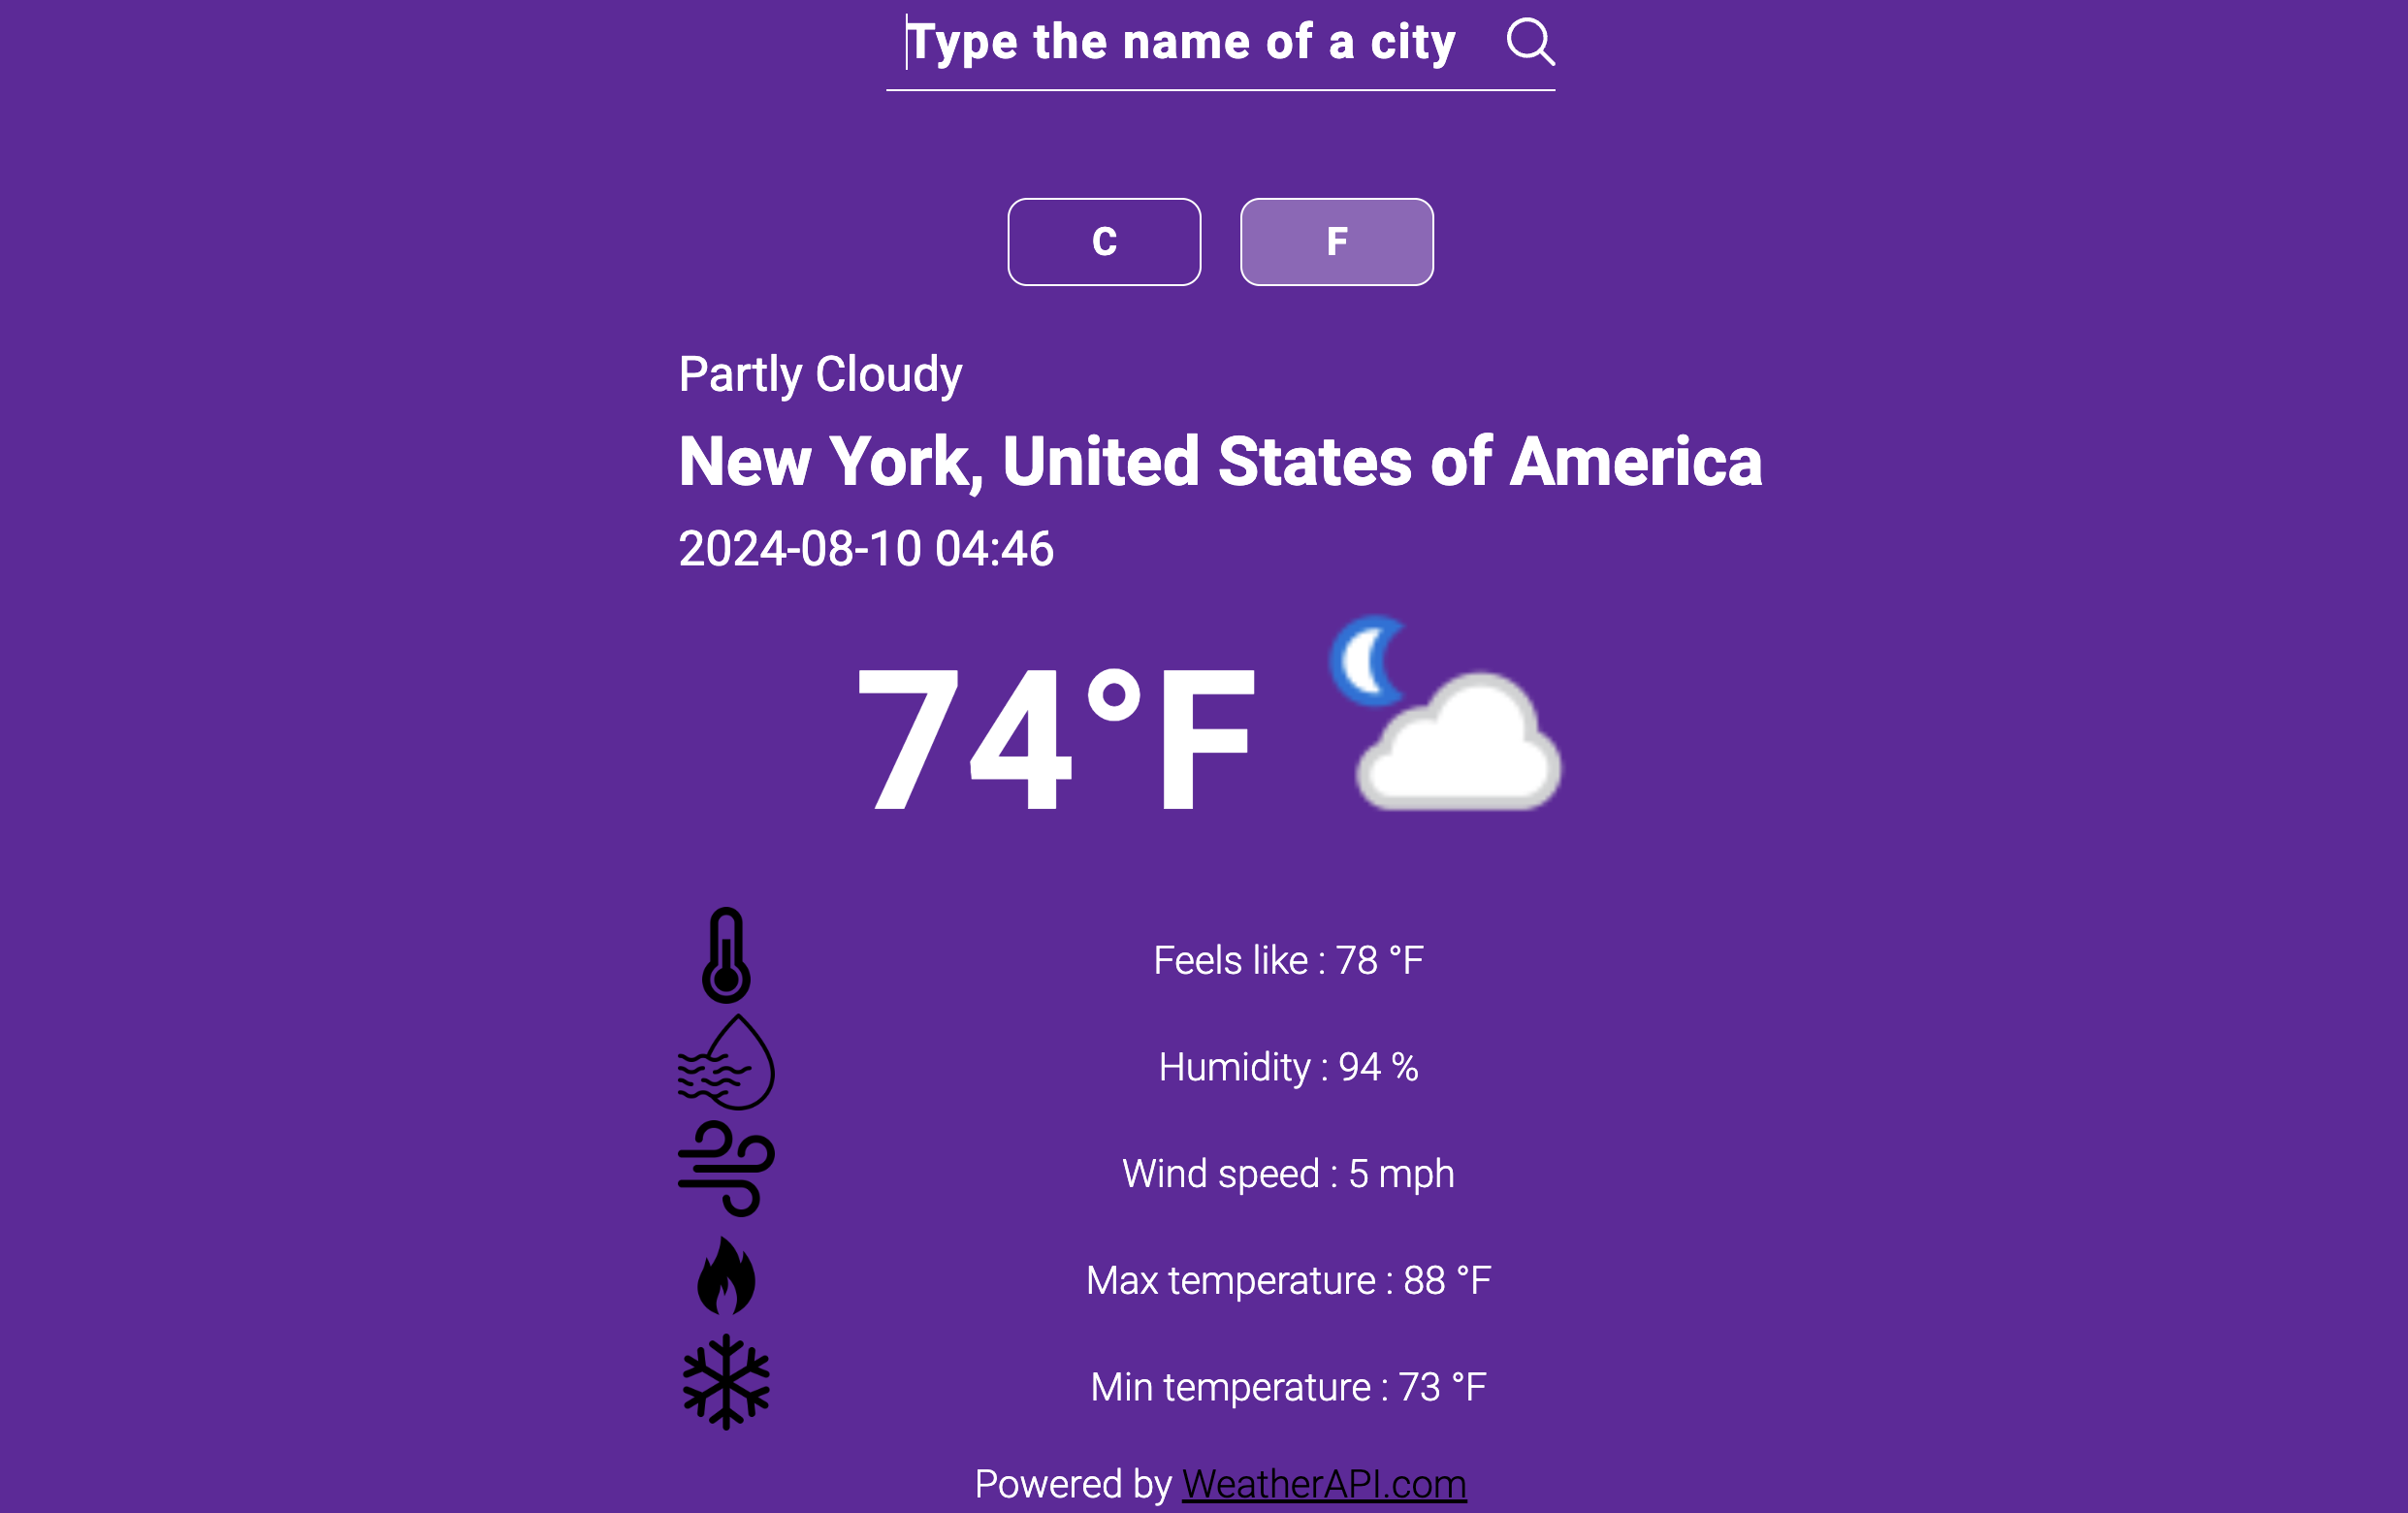 Type the name of a city
C
F
Partly Cloudy
New York, United States of America
2024-08-10 04:46
74°F
Feels like : 78 °F
Humidity : 94 %
Wind speed : 5 mph
Max temperature : 88 °F
Min temperature : 73 °F
Powered by WeatherAPI.com